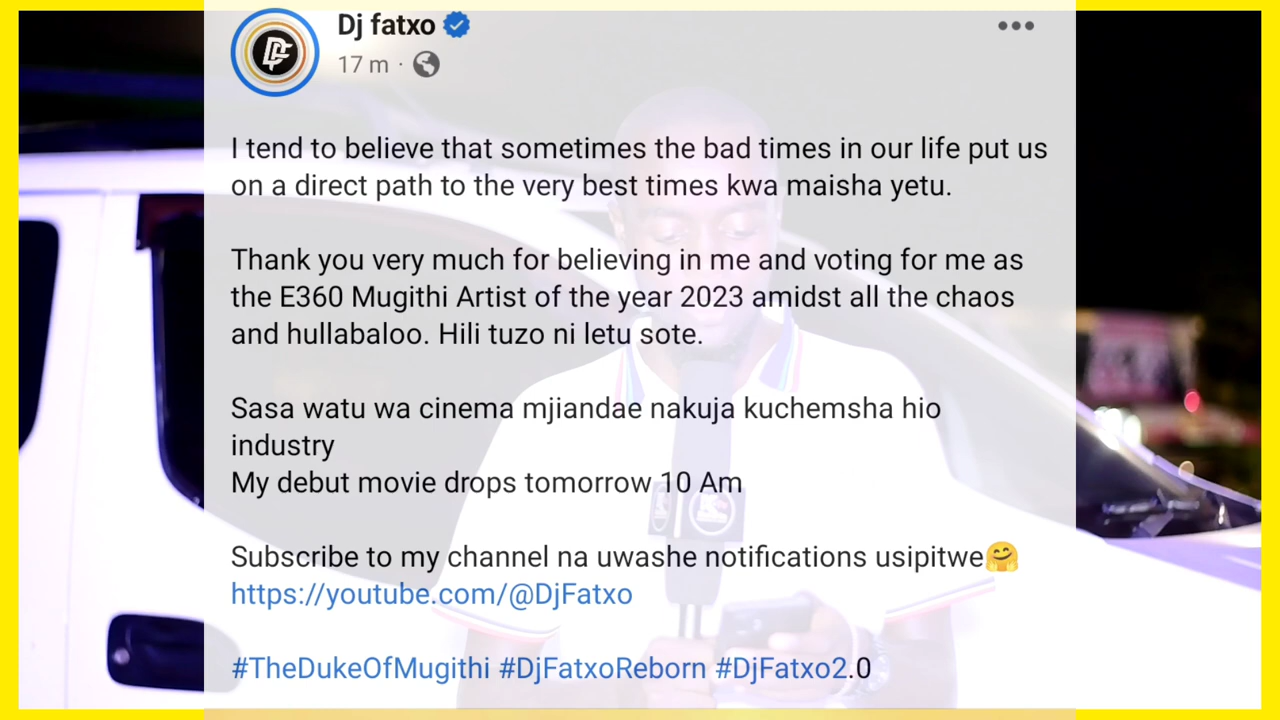 Dj fatxo
17 m ·
I tend to believe that sometimes the bad times in our life put us
on a direct path to the very best times kwa maisha yetu.
Thank you very much for believing in me and voting for me as
the E360 Mugithi Artist of the year 2023 amidst all the chaos
and hullabaloo. Hili tuzo ni letu sote.
Sasa watu wa cinema mjiandae nakuja kuchemsha hio
industry
My debut movie drops tomorrow 10 Am
Subscribe to my channel na uwashe notifications usipitwe🤗
https://youtube.com/@DjFatxo
#TheDukeOfMugithi #DjFatxoReborn #DjFatxo2.0